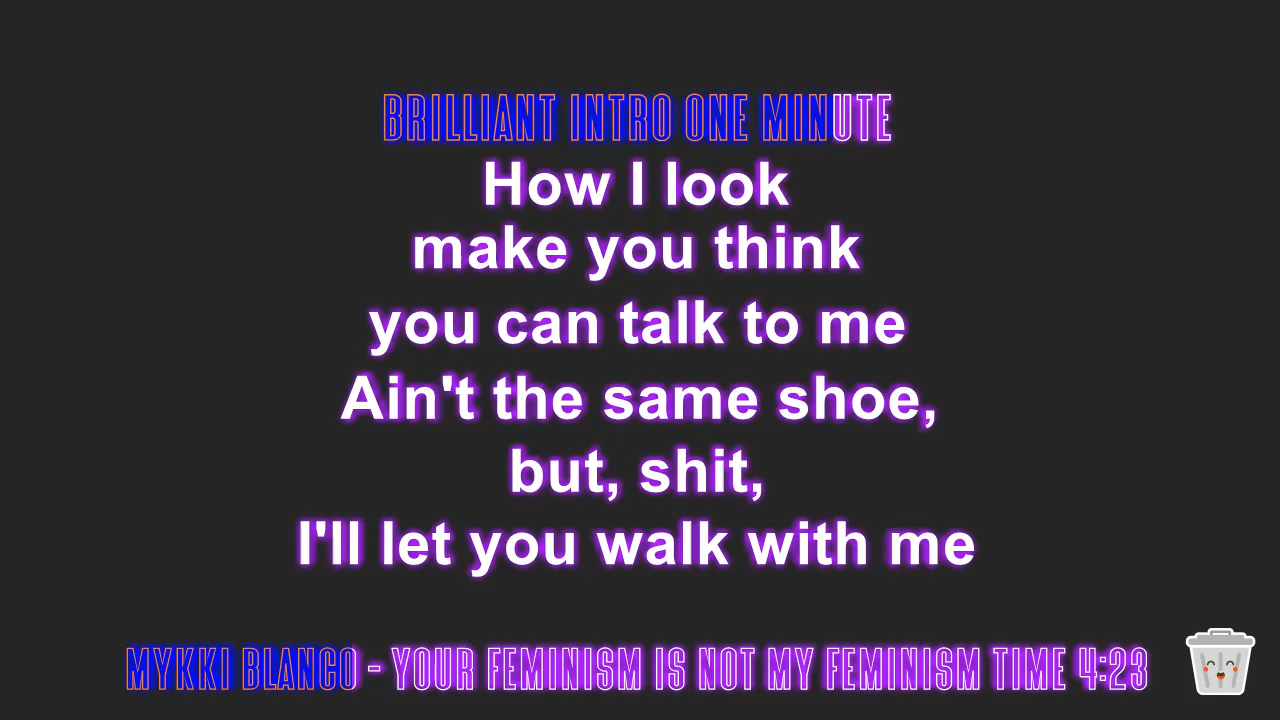 BRILLIANT INTRO ONE MINUTE
How I look
make you think
you can talk to me
Ain't the same shoe,
but, shit,
I'll let you walk with me
MYKKI BLANCO - YOUR FEMINISM IS NOT MY FEMINISM TIME 4:23